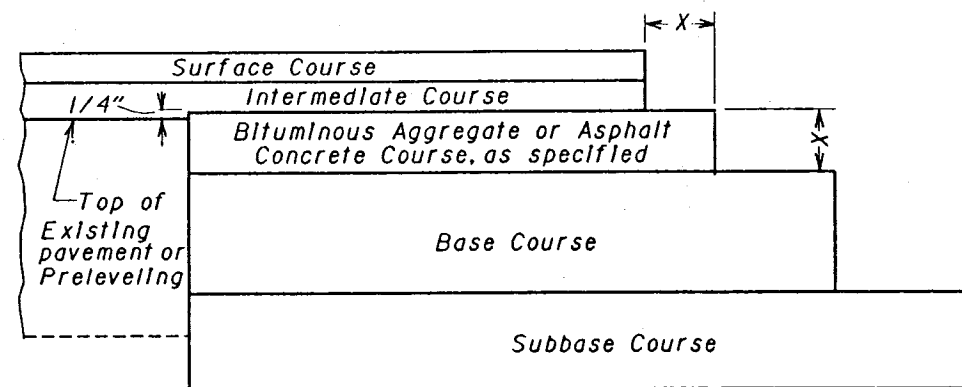 X
Surface Course
Intermediate Course
1/4"
Bituminous Aggregate or Asphalt
Concrete Course, as specified
X
Top of
Existing
pavement or
Preleveling
Base Course
Subbase Course